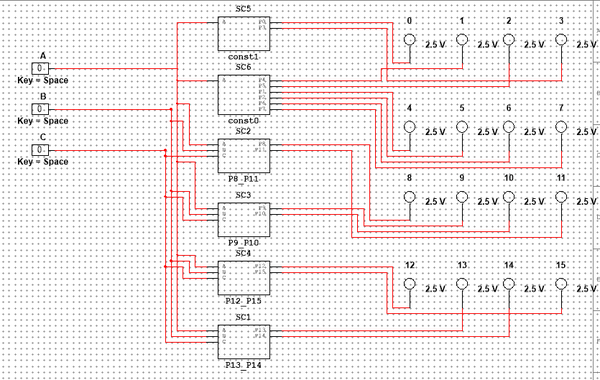 SC5
0 1 2 3
A
2.5 V 2.5 V 2.5 V 2.5 V
const1
A
SC6
0
Key = Space
A
B
const0
0
4 5 6 7
Key = Space
2.5 V 2.5 V 2.5 V 2.5 V
SC2
C
A
0
B
C
Key = Space
P8_P11
8 9 10 11
SC3
2.5 V 2.5 V 2.5 V 2.5 V
A
B
C
P9_P10
SC4
12 13 14 15
A
B
C
2.5 V 2.5 V 2.5 V 2.5 V
P12_P15
SC1
A
B
C
P13_P14